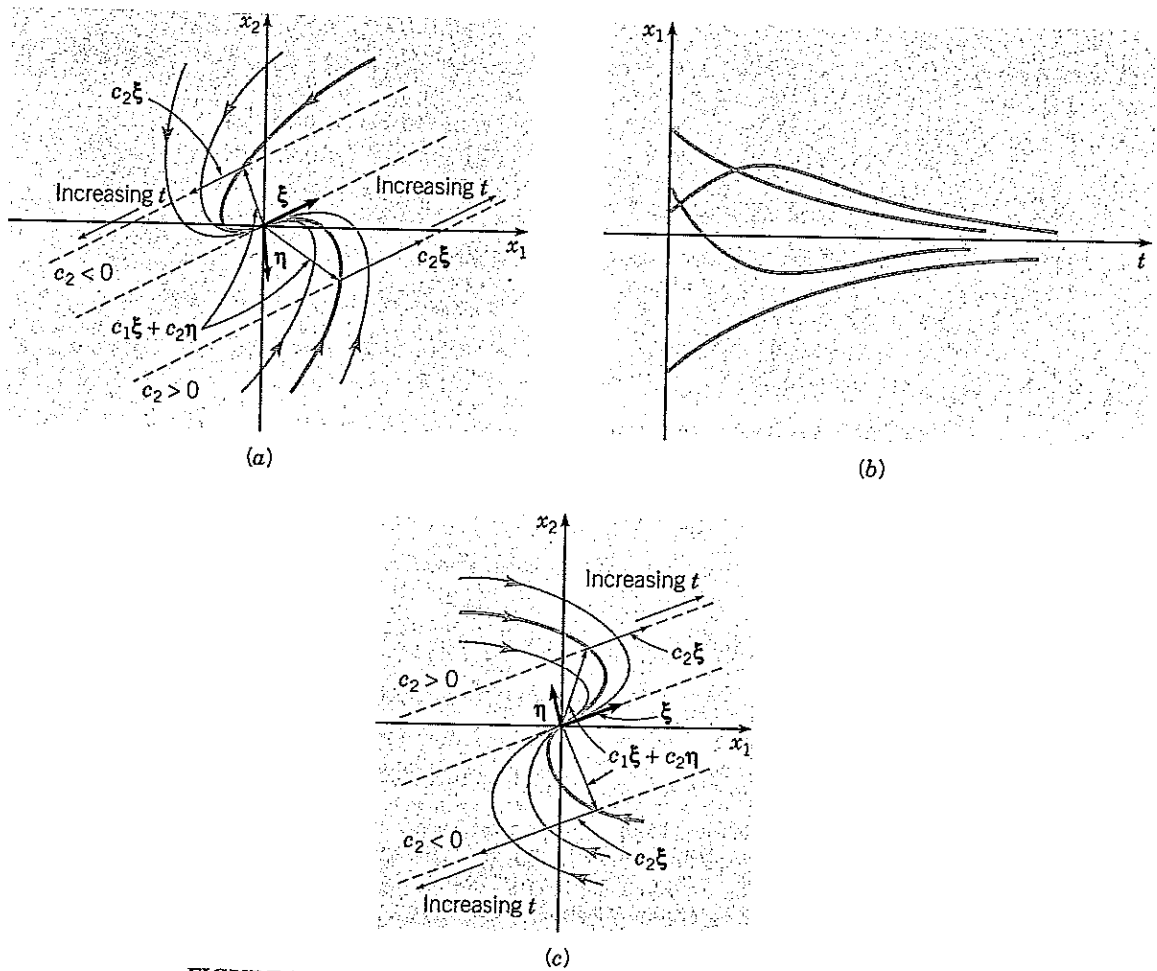 x₂
c₂ξ
Increasing t
Increasing t
ξ
x₁
η
c₂ξ
c₂ < 0
c₁ξ + c₂η
c₂ > 0
(a)
x₁
t
(b)
x₂
Increasing t
c₂ξ
c₂ > 0
η
ξ
x₁
c₁ξ + c₂η
c₂ < 0
c₂ξ
Increasing t
(c)